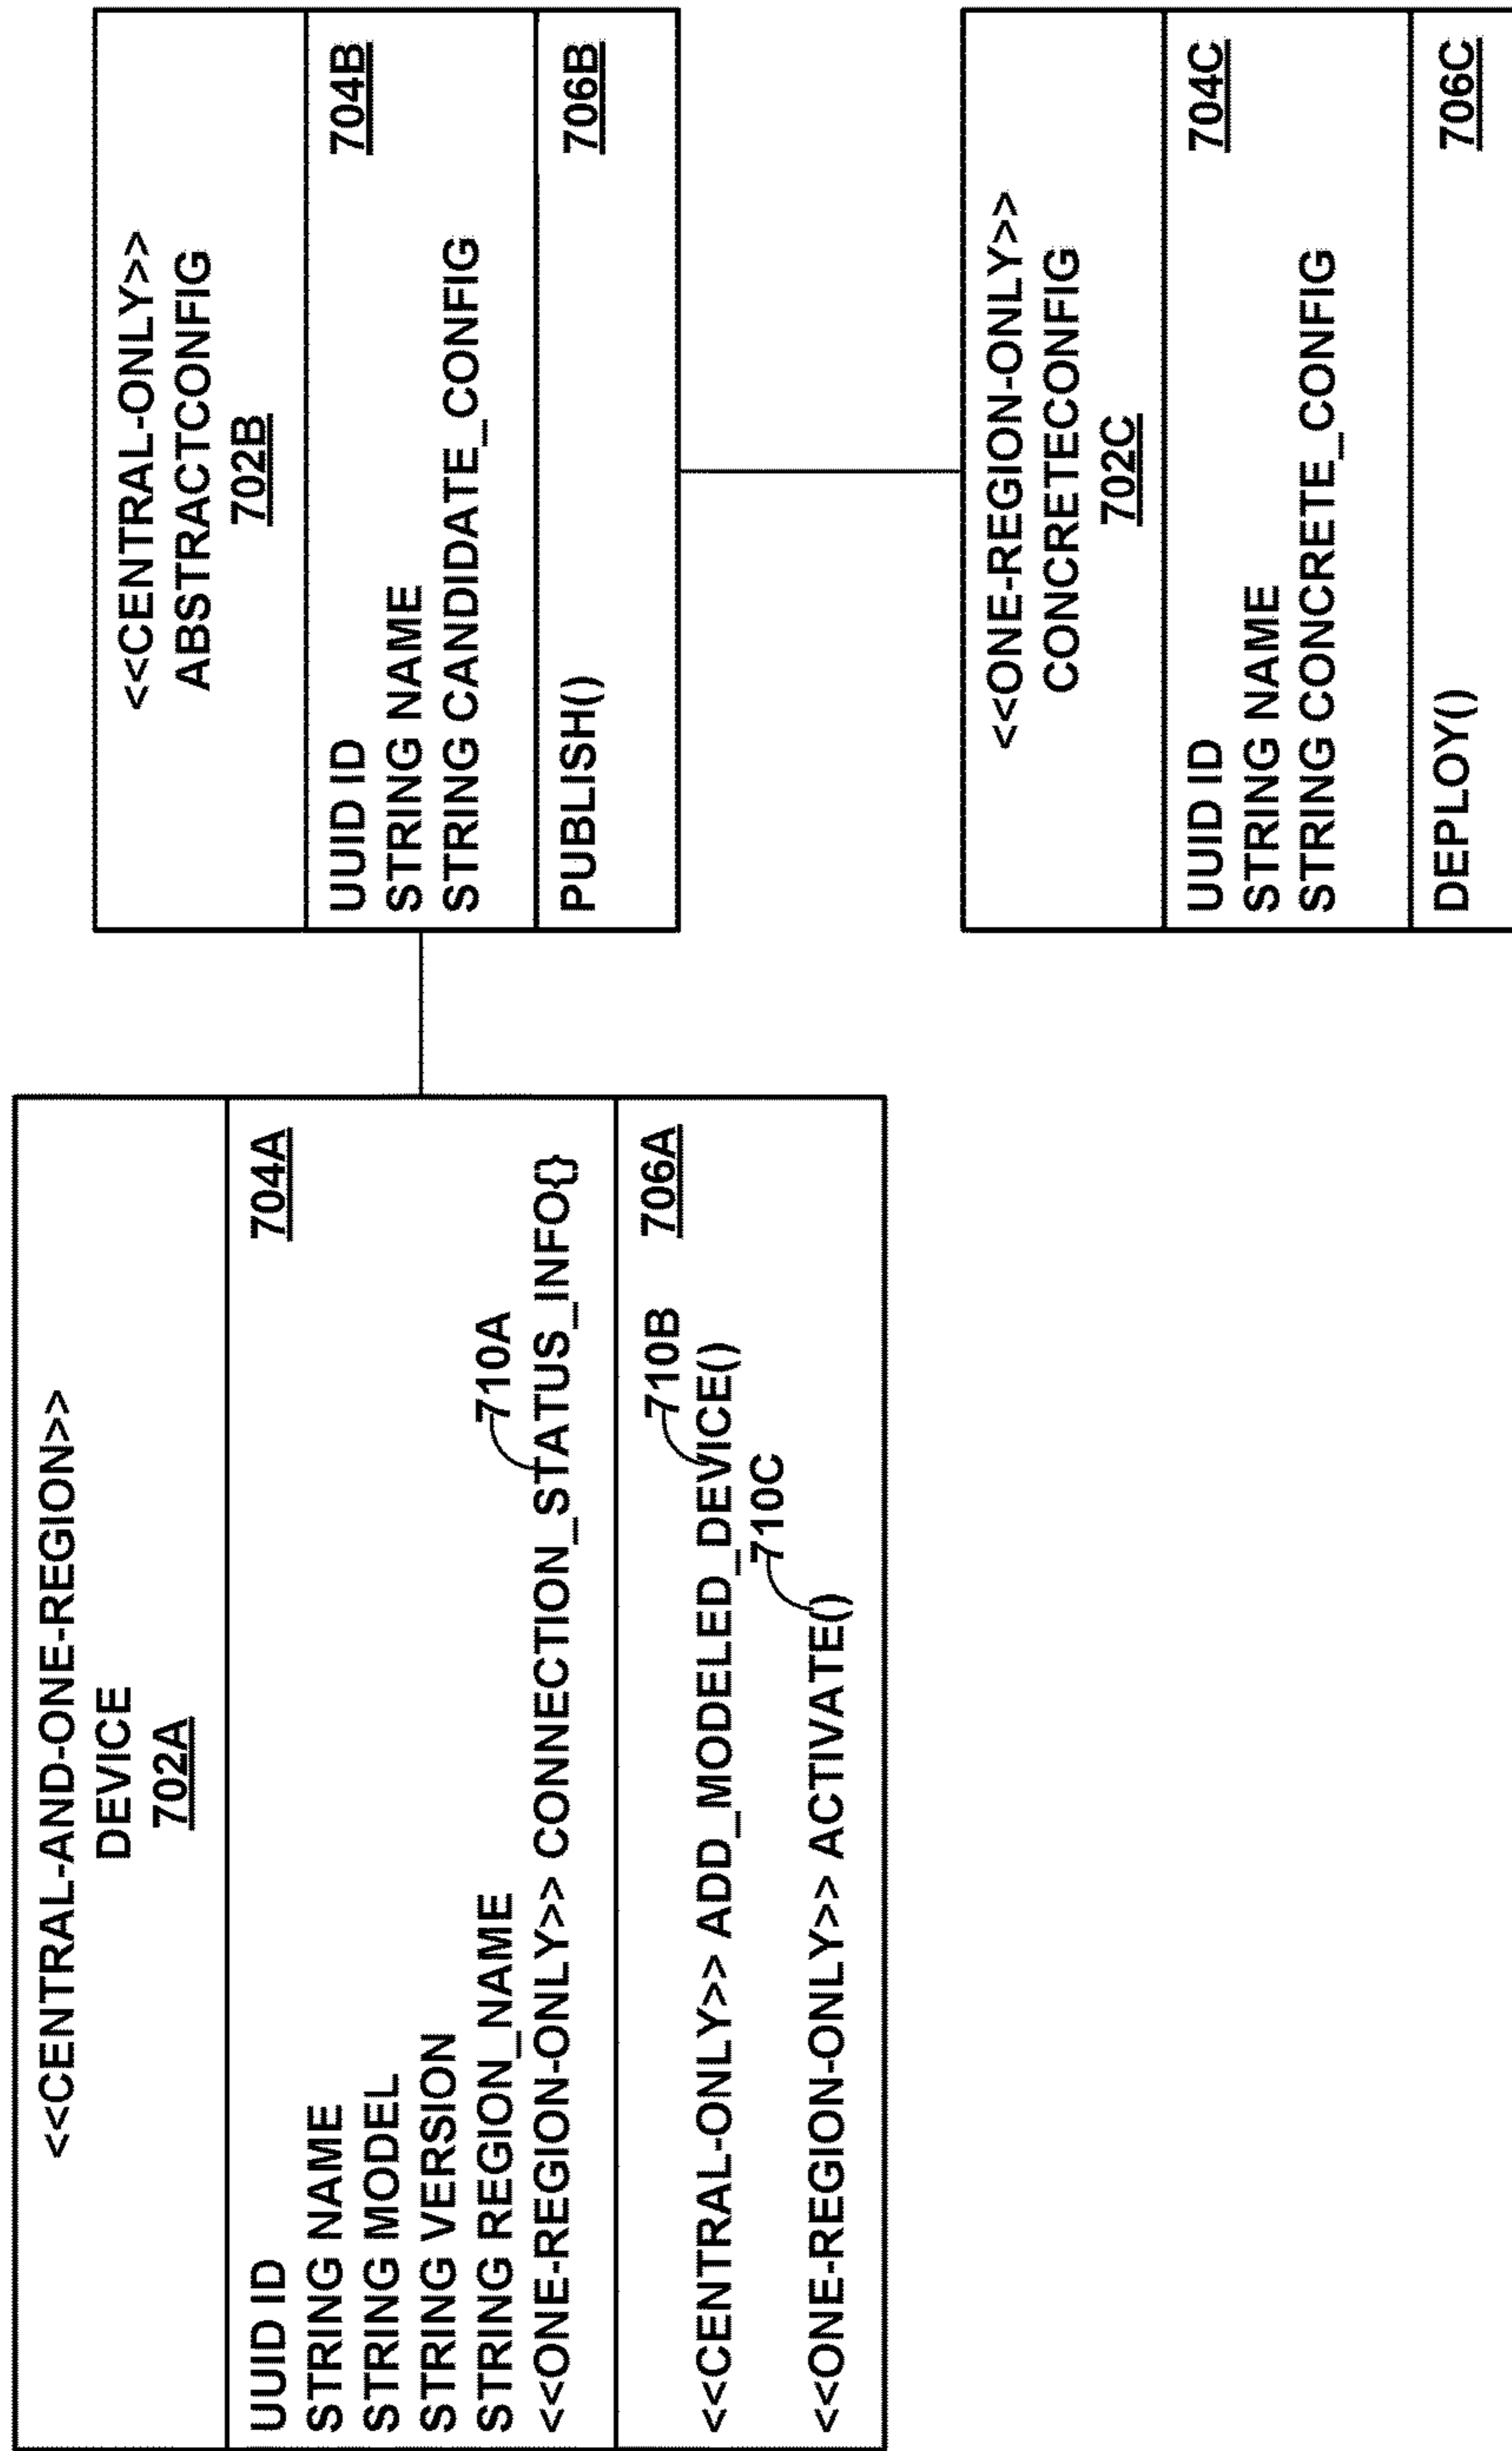 <<CENTRAL-AND-ONE-REGION>>
DEVICE
702A
704A
UUID ID
STRING NAME
STRING MODEL
STRING VERSION
710A
STRING REGION_NAME
<<ONE-REGION-ONLY>> CONNECTION_STATUS_INFO{}
706A
710B
<<CENTRAL-ONLY>> ADD_MODELED_DEVICE()
710C
<<ONE-REGION-ONLY>> ACTIVATE()
<<CENTRAL-ONLY>>
ABSTRACTCONFIG
702B
UUID ID
704B
STRING NAME
STRING CANDIDATE_CONFIG
PUBLISH()
706B
<<ONE-REGION-ONLY>>
CONCRETECONFIG
702C
UUID ID
704C
STRING NAME
STRING CONCRETE_CONFIG
DEPLOY()
706C